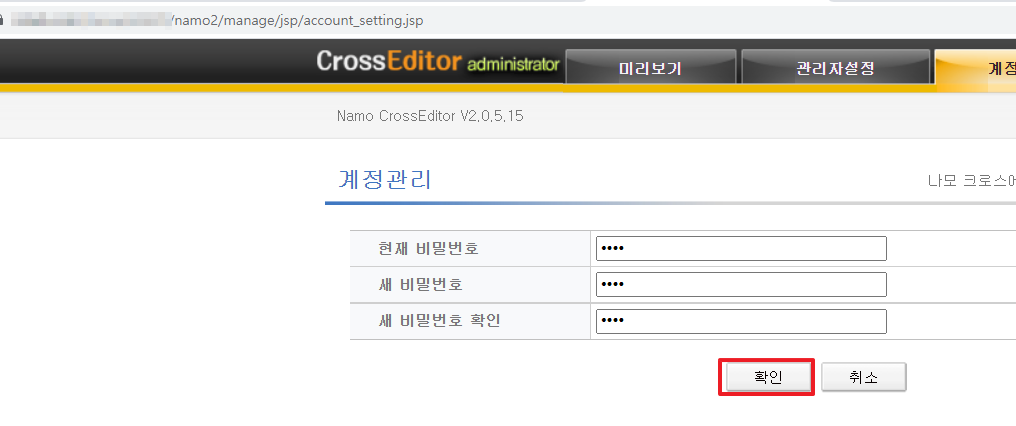 /namo2/manage/jsp/account_setting.jsp
CrossEditor administrator 미리보기 관리자설정 계정
Namo CrossEditor V2.0.5.15
계정관리 나모 크로스에
현재 비밀번호 ••••
새 비밀번호 ••••
새 비밀번호 확인 ••••
확인 취소